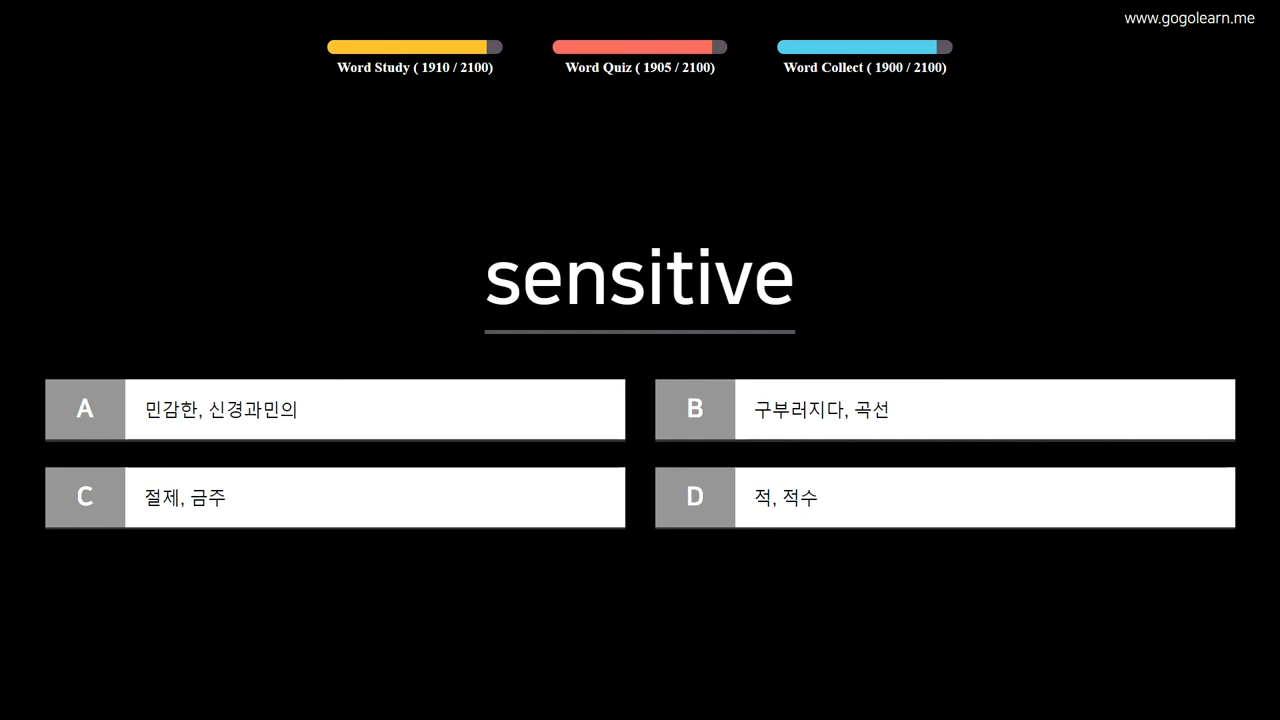 www.gogolearn.me
Word Study ( 1910 / 2100)
Word Quiz ( 1905 / 2100)
Word Collect ( 1900 / 2100)
sensitive
A 민감한, 신경과민의
B 구부러지다, 곡선
C 절제, 금주
D 적, 적수